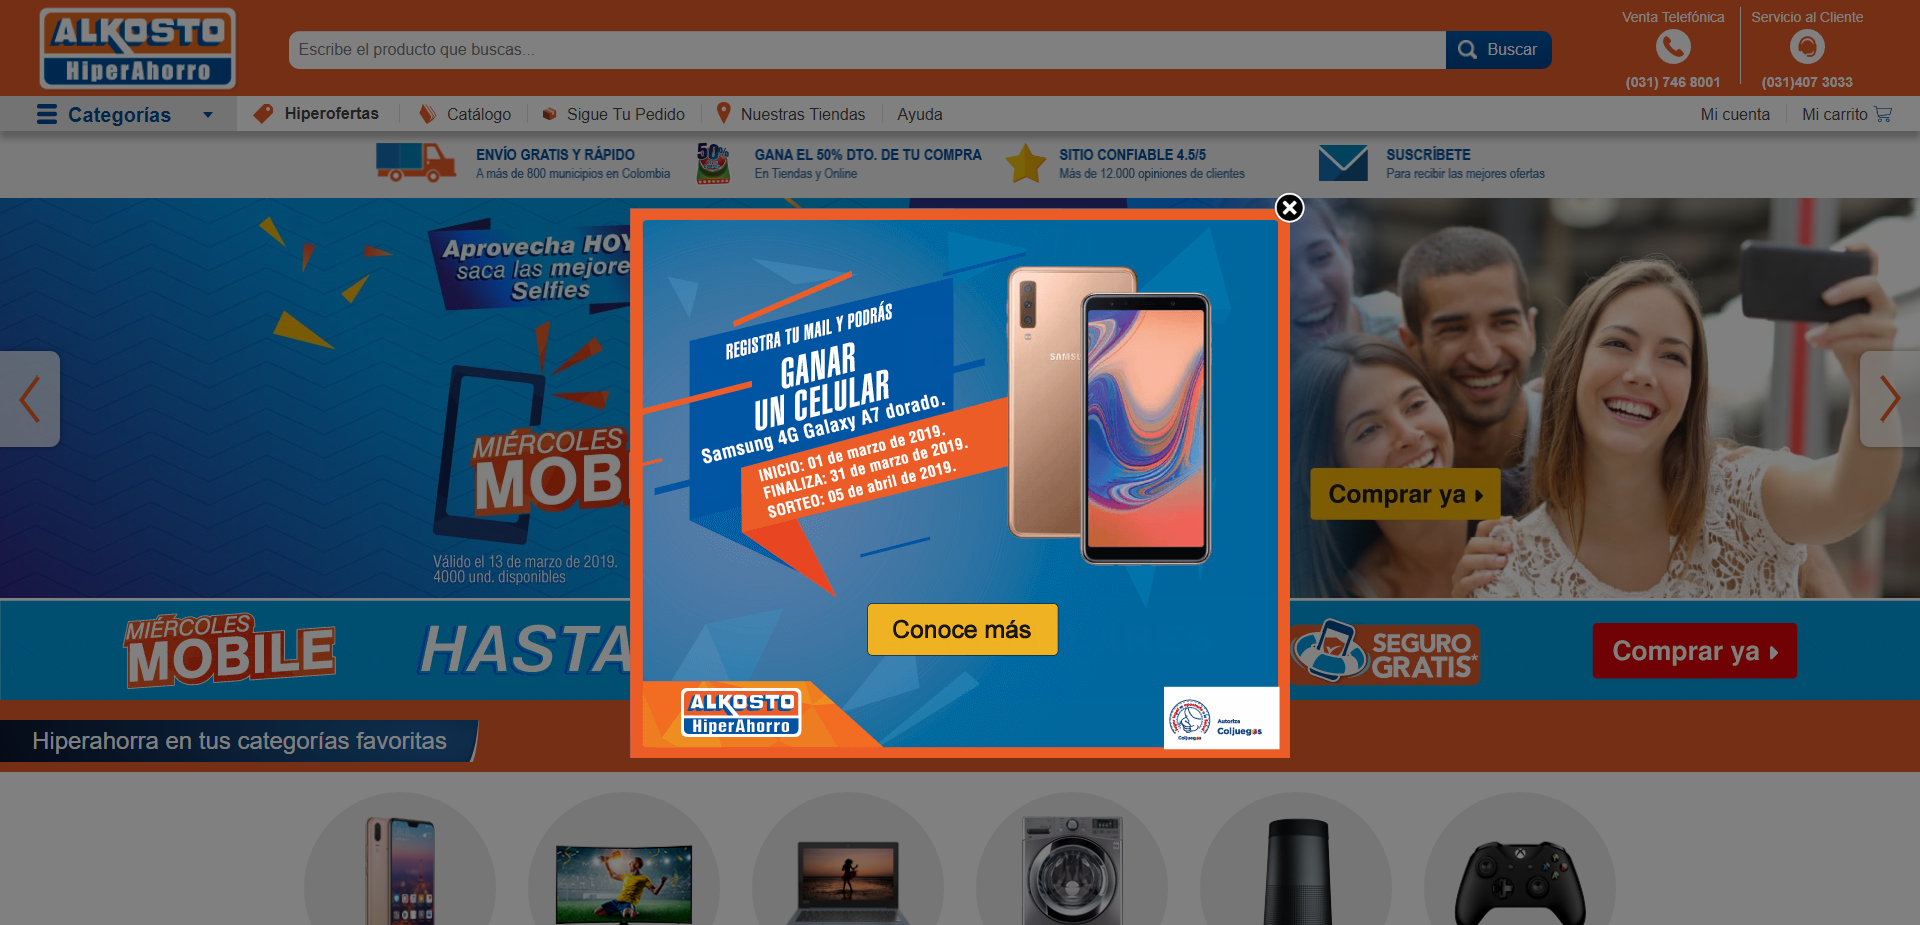 ALKOSTO
HiperAhorro
Escribe el producto que buscas...
Buscar
Venta Telefónica
(031) 746 8001
Servicio al Cliente
(031)407 3033
Categorías
Hiperofertas
Catálogo
Sigue Tu Pedido
Nuestras Tiendas
Ayuda
Mi cuenta
Mi carrito
ENVÍO GRATIS Y RÁPIDO
A más de 800 municipios en Colombia
50%
GANA EL 50% DTO. DE TU COMPRA
En Tiendas y Online
SITIO CONFIABLE 4.5/5
Más de 12.000 opiniones de clientes
SUSCRÍBETE
Para recibir las mejores ofertas
Aprovecha HOY
saca las mejore
Selfies
MIÉRCOLES
MOB
Válido el 13 de marzo de 2019.
4000 und. disponibles
REGISTRA TU MAIL Y PODRÁS
GANAR
UN CELULAR
Samsung 4G Galaxy A7 dorado.
INICIO: 01 de marzo de 2019.
FINALIZA: 31 de marzo de 2019.
SORTEO: 05 de abril de 2019.
SAMSU
Conoce más
ALKOSTO
HiperAhorro
Autoriza
Coljuegos
Coljuegos
Comprar ya
MIÉRCOLES
MOBILE
HASTA
SEGURO
GRATIS*
Comprar ya
Hiperahorra en tus categorías favoritas